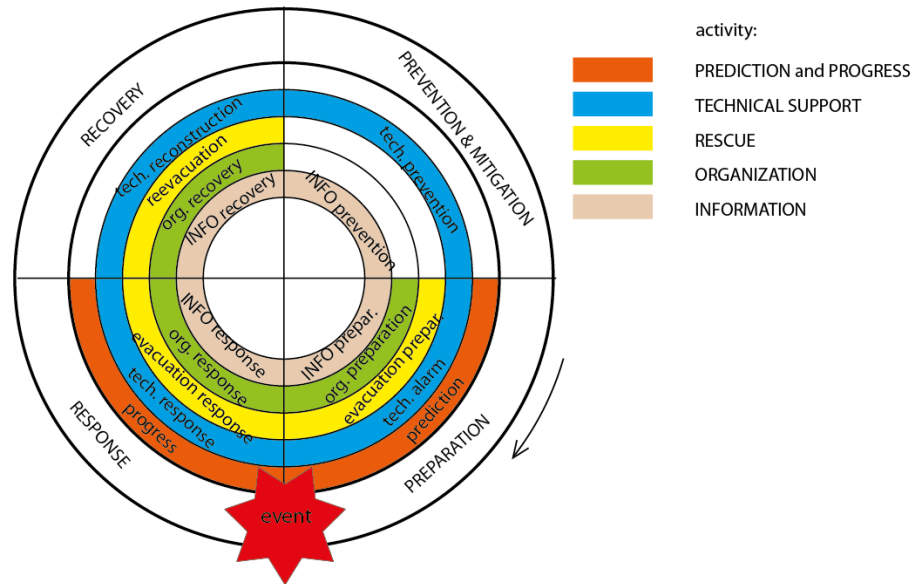 RECOVERY
PREVENTION & MITIGATION
RESPONSE
PREPARATION
tech. reconstruction
reevacuation
org. recovery
INFO recovery
tech. prevention
INFO prevention
INFO response
org. response
evacuation response
tech. response
progress
INFO prepar.
org. preparation
evacuation prepar.
tech. alarm
prediction
event
activity:
PREDICTION and PROGRESS
TECHNICAL SUPPORT
RESCUE
ORGANIZATION
INFORMATION